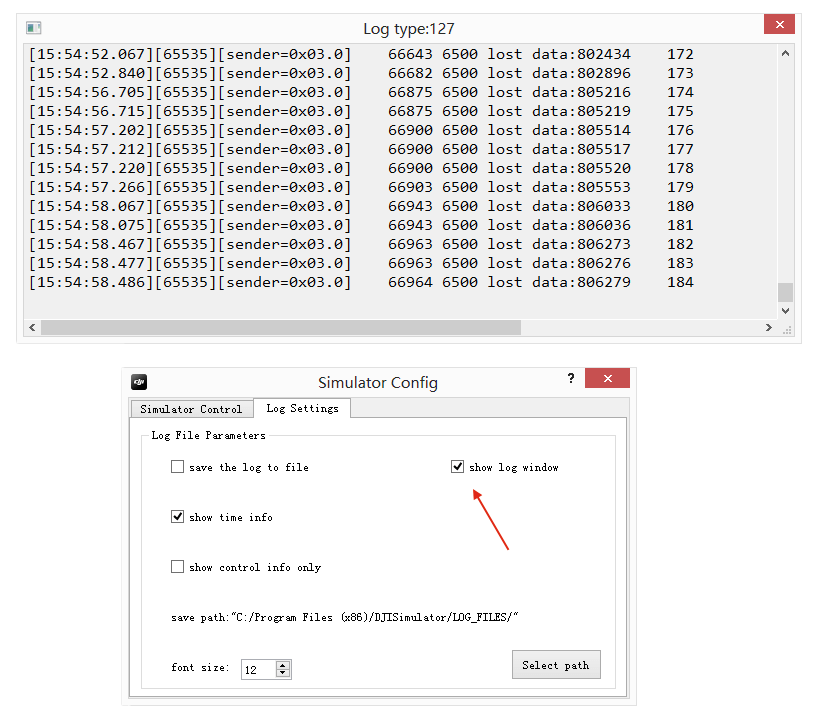 Log type:127
[15:54:52.067][65535][sender=0x03.0]    66643 6500 lost data:802434    172
[15:54:52.840][65535][sender=0x03.0]    66682 6500 lost data:802896    173
[15:54:56.705][65535][sender=0x03.0]    66875 6500 lost data:805216    174
[15:54:56.715][65535][sender=0x03.0]    66875 6500 lost data:805219    175
[15:54:57.202][65535][sender=0x03.0]    66900 6500 lost data:805514    176
[15:54:57.212][65535][sender=0x03.0]    66900 6500 lost data:805517    177
[15:54:57.220][65535][sender=0x03.0]    66900 6500 lost data:805520    178
[15:54:57.266][65535][sender=0x03.0]    66903 6500 lost data:805553    179
[15:54:58.067][65535][sender=0x03.0]    66943 6500 lost data:806033    180
[15:54:58.075][65535][sender=0x03.0]    66943 6500 lost data:806036    181
[15:54:58.467][65535][sender=0x03.0]    66963 6500 lost data:806273    182
[15:54:58.477][65535][sender=0x03.0]    66963 6500 lost data:806276    183
[15:54:58.486][65535][sender=0x03.0]    66964 6500 lost data:806279    184
dji Simulator Config ?
Simulator Control Log Settings
Log File Parameters
save the log to file show log window
show time info
show control info only
save path:"C:/Program Files (x86)/DJISimulator/LOG_FILES/"
font size: 12 Select path